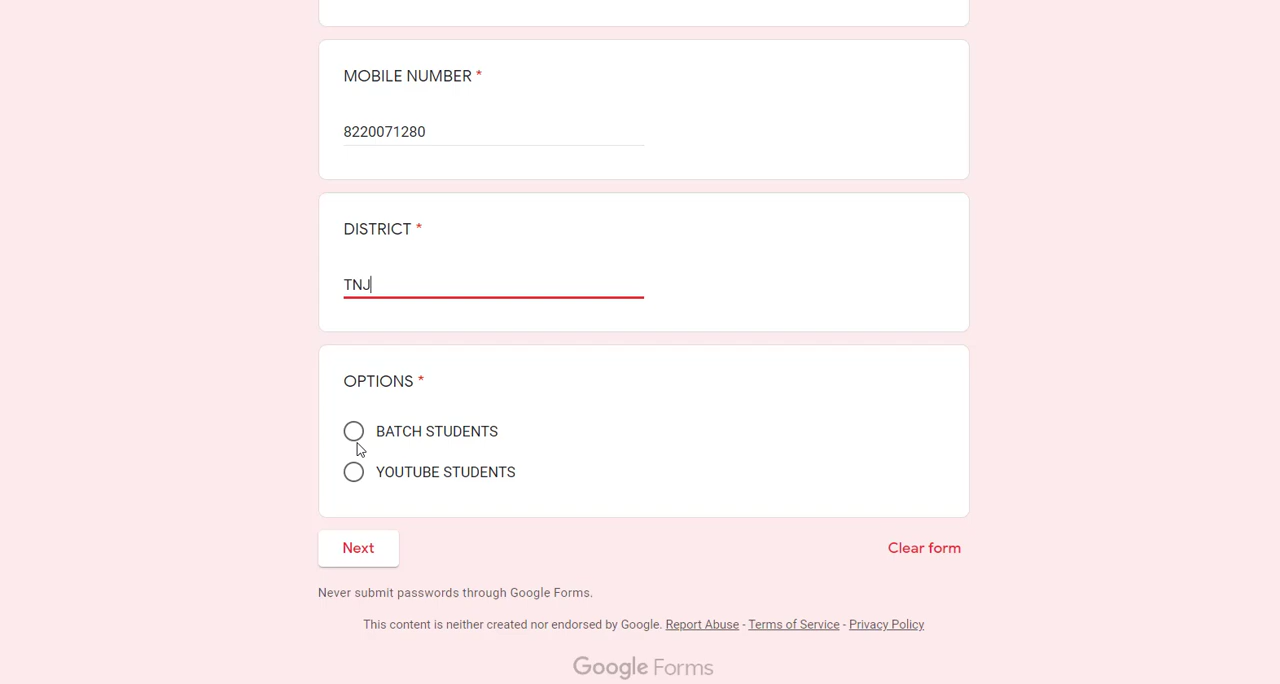 MOBILE NUMBER *
8220071280
DISTRICT *
TNJ
OPTIONS *
BATCH STUDENTS
YOUTUBE STUDENTS
Next Clear form
Never submit passwords through Google Forms.
This content is neither created nor endorsed by Google. Report Abuse - Terms of Service - Privacy Policy
Google Forms